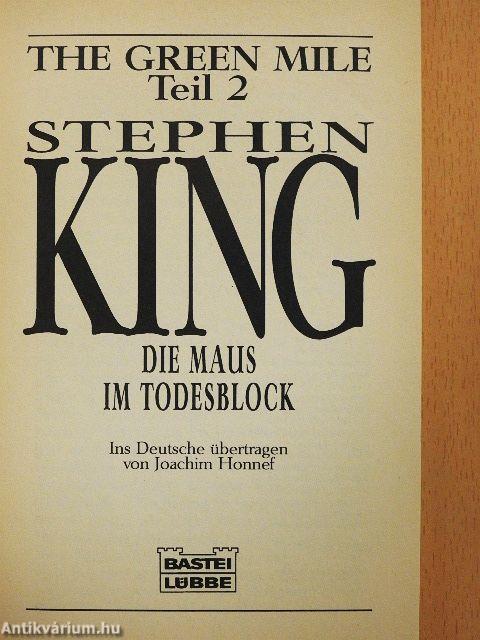 THE GREEN MILE
Teil 2
STEPHEN
KING
DIE MAUS
IM TODESBLOCK
Ins Deutsche übertragen
von Joachim Honnef
BASTEI
LÜBBE
Antikvárium.hu